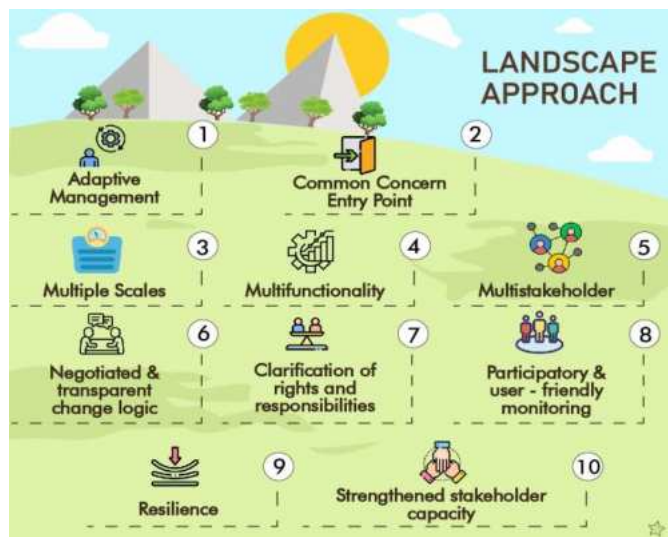 LANDSCAPE
APPROACH
1
Adaptive
Management
2
Common Concern
Entry Point
3
Multiple Scales
4
Multifunctionality
5
Multistakeholder
6
Negotiated &
transparent
change logic
7
Clarification of
rights and
responsibilities
8
Participatory &
user - friendly
monitoring
9
Resilience
10
Strengthened stakeholder
capacity